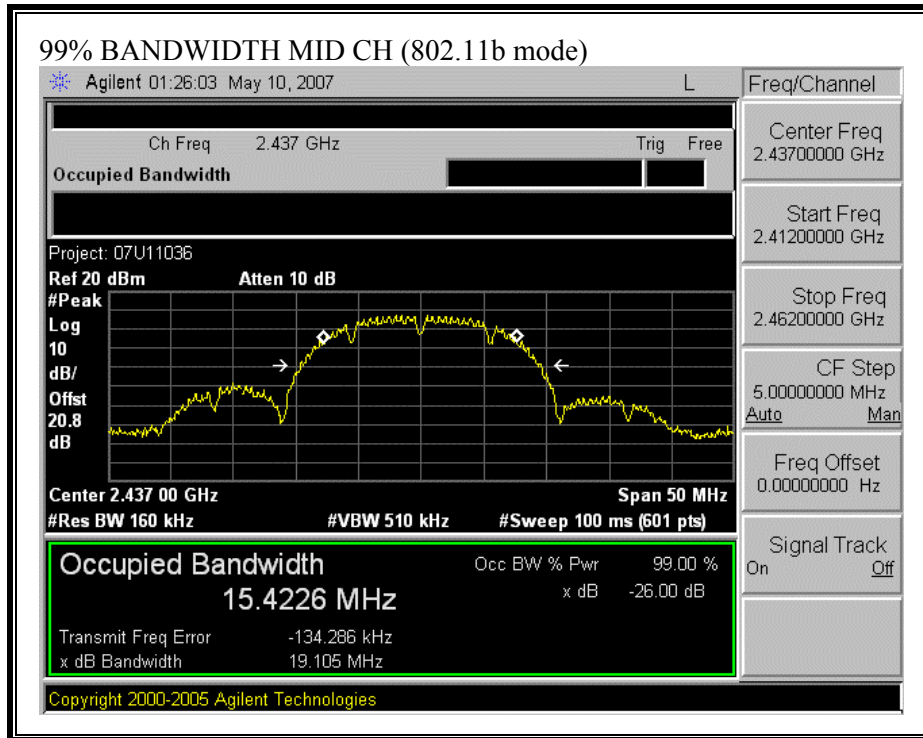 99% BANDWIDTH MID CH (802.11b mode)
Agilent 01:26:03 May 10, 2007 L
Freq/Channel
Ch Freq 2.437 GHz Trig Free
Occupied Bandwidth
Center Freq
2.43700000 GHz
Start Freq
2.41200000 GHz
Stop Freq
2.46200000 GHz
CF Step
5.00000000 MHz
Auto Man
Freq Offset
0.00000000 Hz
Signal Track
On Off
Project: 07U11036
Ref 20 dBm Atten 10 dB
#Peak
Log
10
dB/
Offst
20.8
dB
Center 2.437 00 GHz Span 50 MHz
#Res BW 160 kHz #VBW 510 kHz #Sweep 100 ms (601 pts)
Occupied Bandwidth Occ BW % Pwr 99.00 %
15.4226 MHz x dB -26.00 dB
Transmit Freq Error -134.286 kHz
x dB Bandwidth 19.105 MHz
Copyright 2000-2005 Agilent Technologies